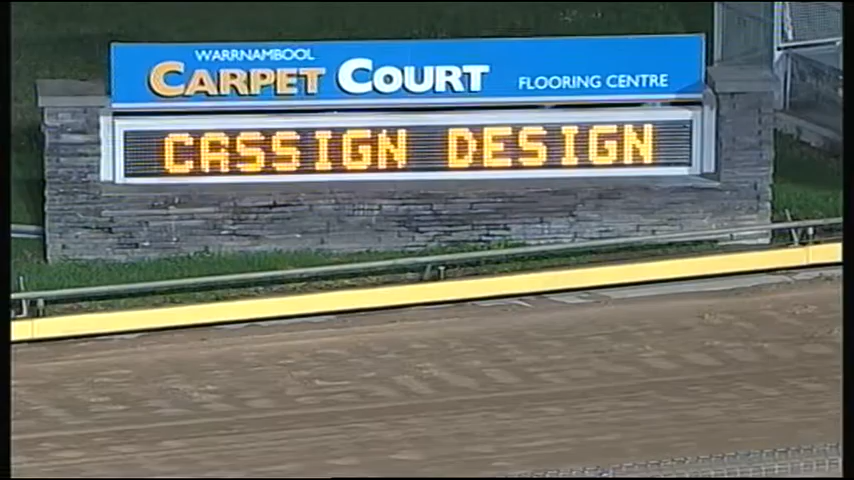 WARRNAMBOOL
CARPET COURT FLOORING CENTRE
CASSIGN DESIGN